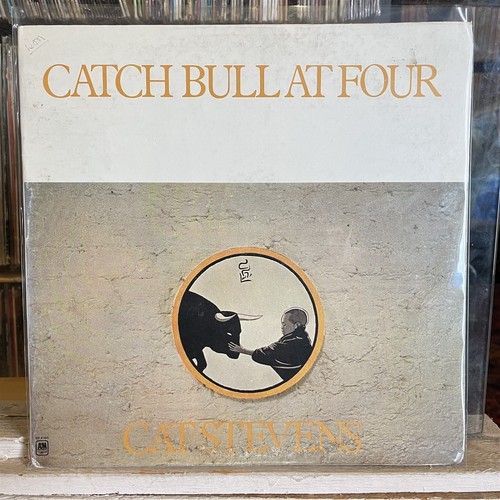 CATCH BULL AT FOUR
CAT STEVENS
A&M